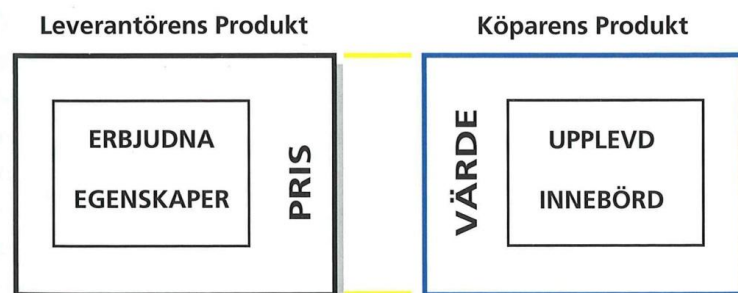 Leverantörens Produkt
ERBJUDNA
EGENSKAPER
PRIS
Köparens Produkt
VÄRDE
UPPLEVD
INNEBÖRD